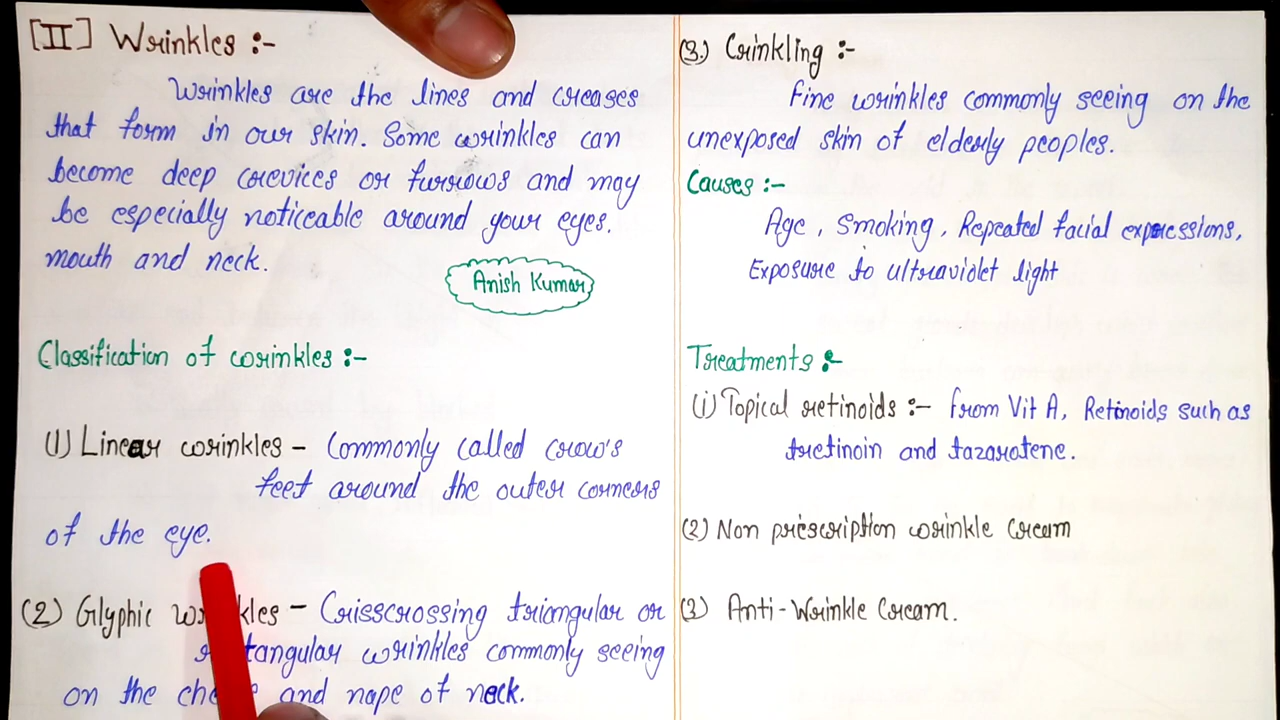 [II] Wrinkles :-
Wrinkles are the lines and creases
that form in our skin. Some wrinkles can
become deep crevices or furrows and may
be especially noticeable around your eyes.
mouth and neck.
Anish Kumar
Classification of wrinkles :-
(1) Linear wrinkles - Commonly called crow's
feet around the outer corners
of the eye.
(2) Glyphic - Crisscrossing triangular or
wrinkles commonly seeing
on the and nape of neck.
(3.) Crinkling :-
Fine wrinkles commonly seeing on the
unexposed skin of elderly peoples.
Causes :-
Age, Smoking, Repeated facial expressions,
Exposure to ultraviolet light
Treatments :-
(i) Topical retinoids :- from Vit A, Retinoids such as
tretinoin and tazarotene.
(2) Non prescription wrinkle cream
(3) Anti-Wrinkle Cream.